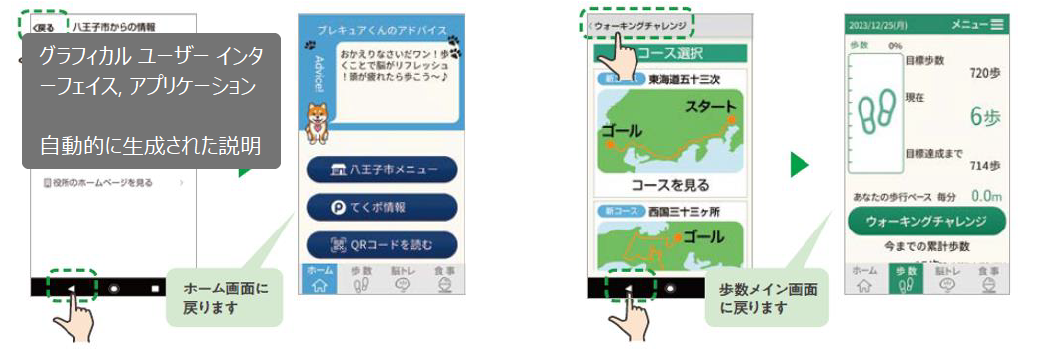 戻る
八王子市からの情報
グラフィカル ユーザー インタ
ーフェイス, アプリケーション
自動的に生成された説明
役所のホームページを見る
ホーム画面に
戻ります
プレキュアくんのアドバイス
Advice!
おかえりなさいだワン!歩
くことで脳がリフレッシュ
!頭が疲れたら歩こう~♪
八王子市メニュー
P てくポ情報
QRコードを読む
ホーム 歩数 脳トレ 食事
ウォーキングチャレンジ
コース選択
新コース 東海道五十三次
スタート
ゴール
コースを見る
新コース 西国三十三ヶ所
ゴール
歩数メイン画面
に戻ります
2023/12/25(月) メニュー
歩数 0%
目標歩数
720歩
現在
6歩
目標達成まで
714歩
あなたの歩行ペース 毎分 0.0m
ウォーキングチャレンジ
今までの累計歩数
ホーム 歩数 脳トレ 食事